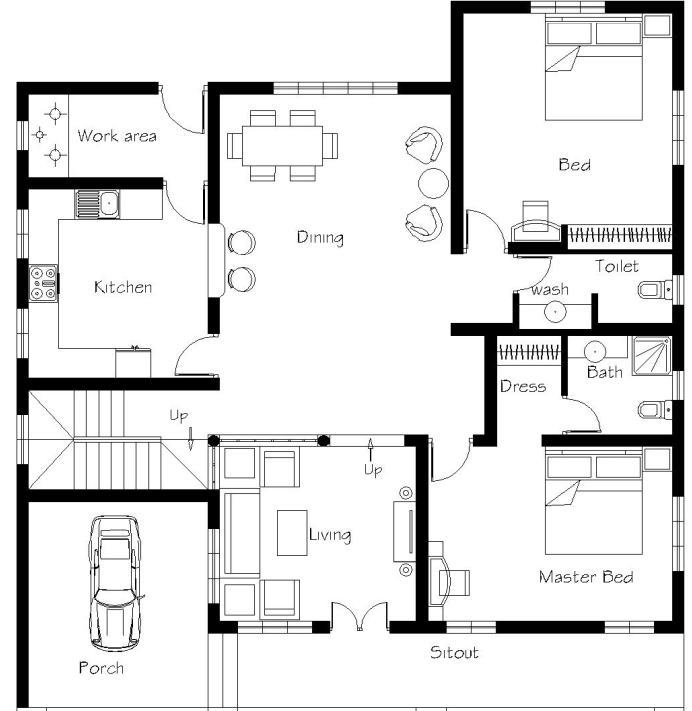 Work area
Bed
Dining
Toilet
Kitchen
wash
Bath
Dress
Up
Up
Living
Master Bed
Sitout
Porch